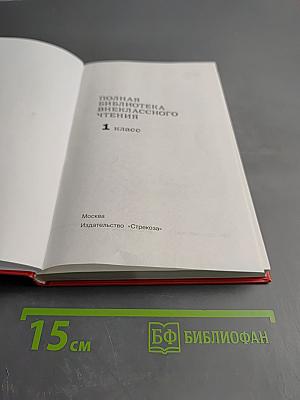 ПОЛНАЯ
БИБЛИОТЕКА
ВНЕКЛАССНОГО
ЧТЕНИЯ
1 класс
Москва
Издательство «Стрекоза»
15 см
БФ БИБЛИОФАН